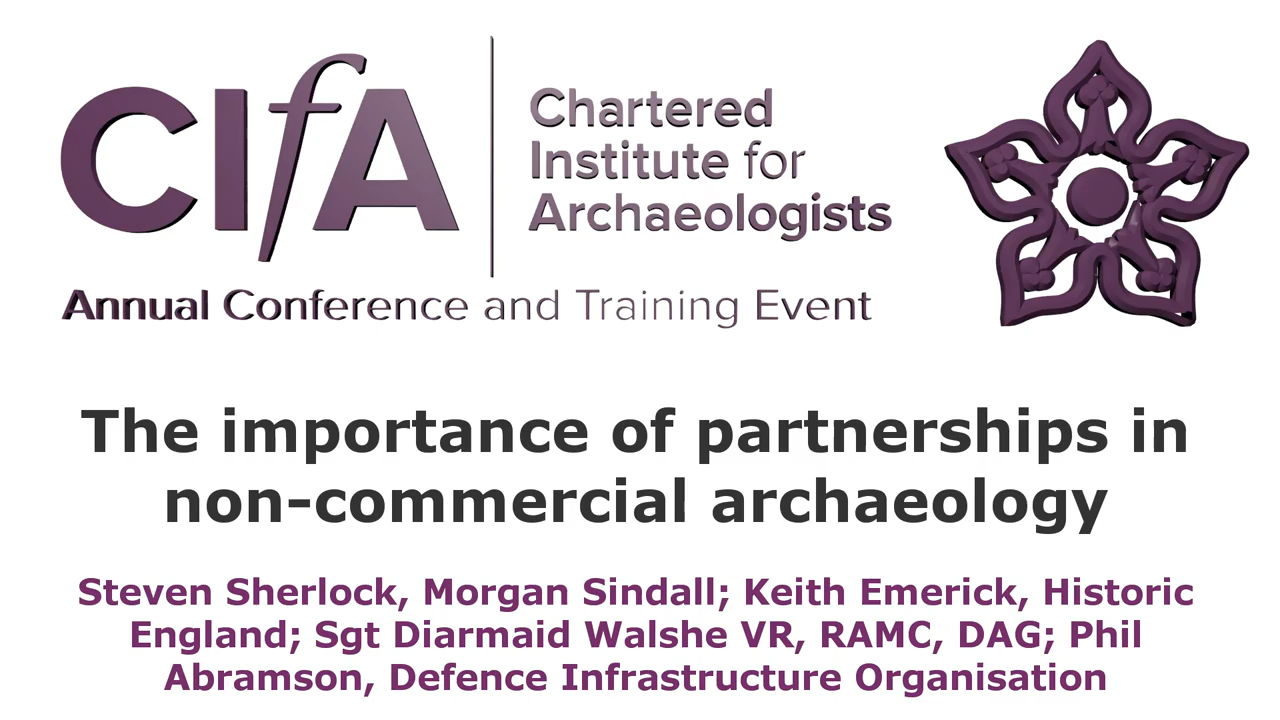 CIfA
Chartered
Institute for
Archaeologists
Annual Conference and Training Event
The importance of partnerships in
non-commercial archaeology
Steven Sherlock, Morgan Sindall; Keith Emerick, Historic
England; Sgt Diarmaid Walshe VR, RAMC, DAG; Phil
Abramson, Defence Infrastructure Organisation